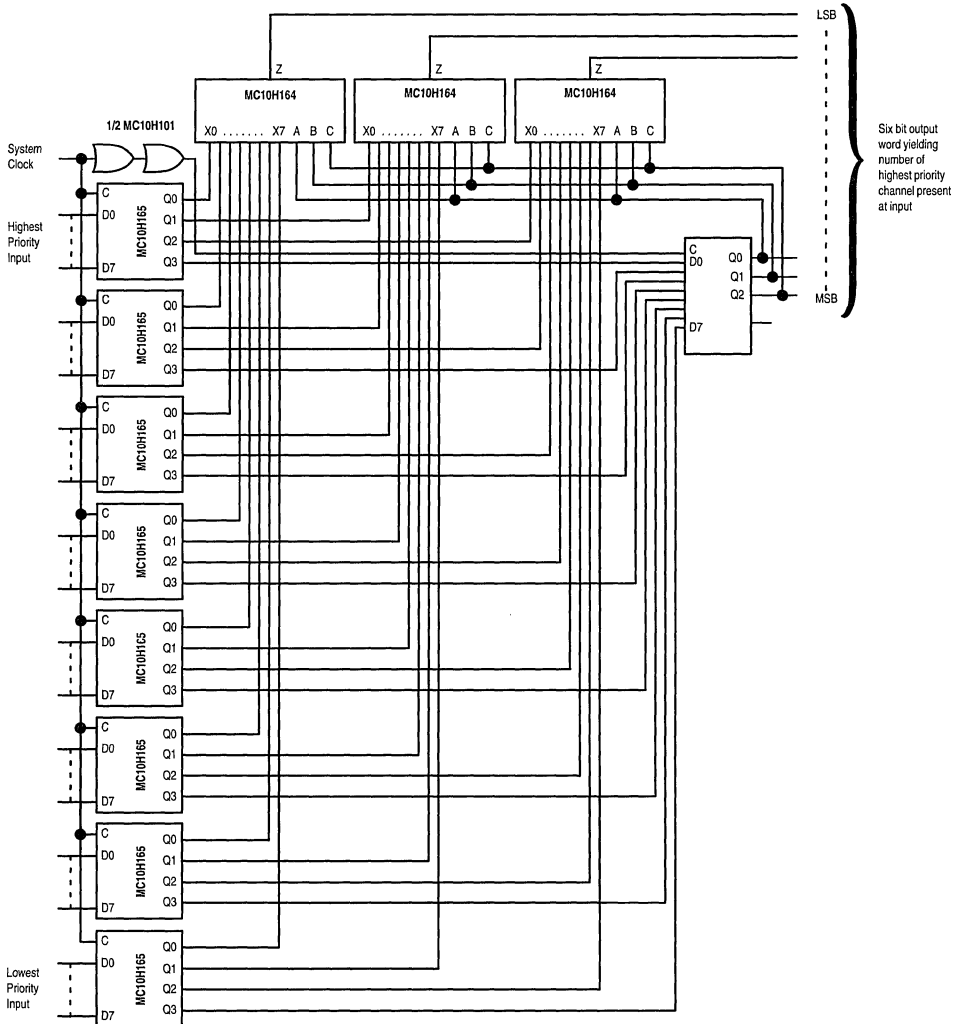 LSB
Z
Z
Z
MC10H164
MC10H164
MC10H164
1/2 MC10H101
X0 ....... X7 A B C
X0 ....... X7 A B C
X0 ....... X7 A B C
System
Clock
Six bit output
word yielding
number of
highest priority
channel present
at input
C
D0
D7
MC10H165
Q0
Q1
Q2
Q3
Highest
Priority
Input
C
D0
D7
Q0
Q1
Q2
MSB
C
D0
D7
MC10H165
Q0
Q1
Q2
Q3
C
D0
D7
MC10H165
Q0
Q1
Q2
Q3
C
D0
D7
MC10H165
Q0
Q1
Q2
Q3
C
D0
D7
MC10H1C5
Q0
Q1
Q2
Q3
C
D0
D7
MC10H165
Q0
Q1
Q2
Q3
C
D0
D7
MC10H165
Q0
Q1
Q2
Q3
C
D0
D7
MC10H165
Q0
Q1
Q2
Q3
Lowest
Priority
Input